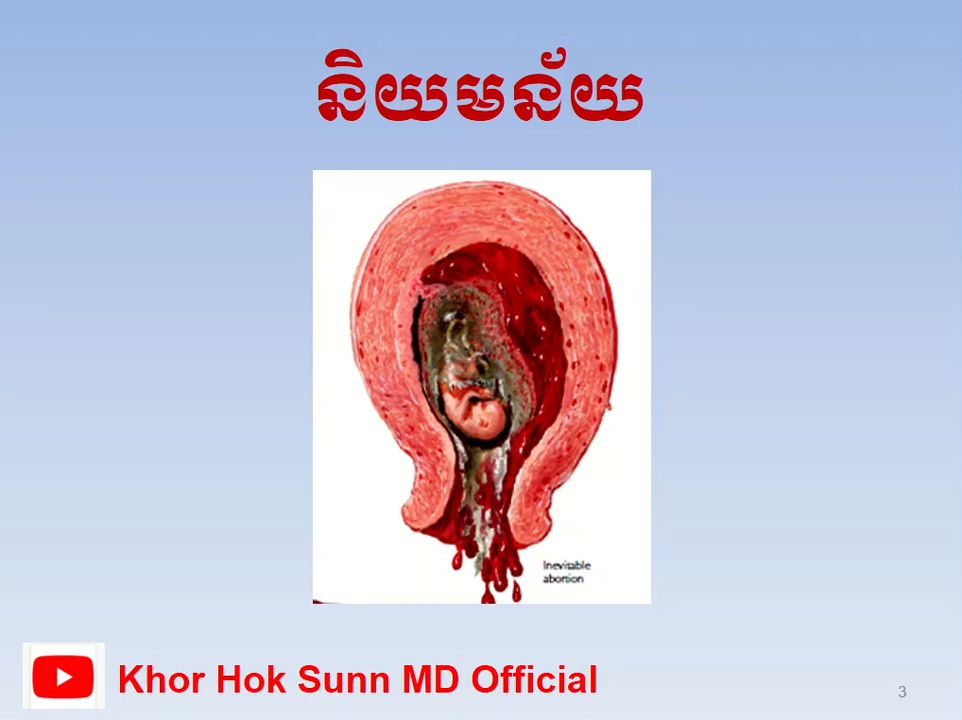 និយមន័យ
Inevitable
abortion
Khor Hok Sunn MD Official
3